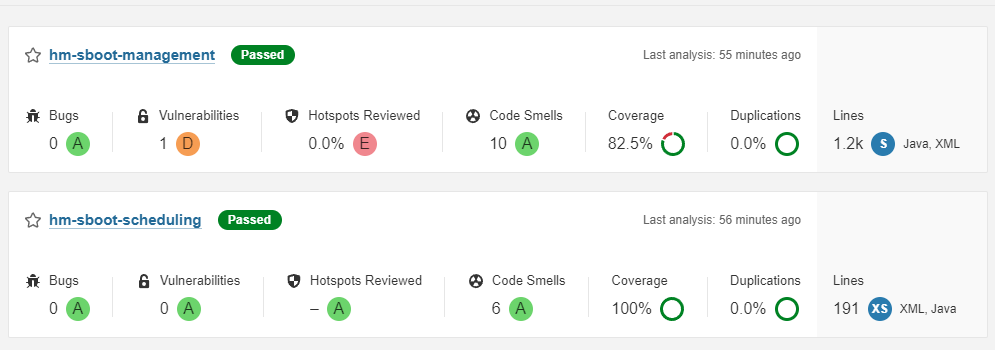 hm-sboot-management Passed Last analysis: 55 minutes ago
Bugs Vulnerabilities Hotspots Reviewed Code Smells Coverage Duplications Lines
0 A 1 D 0.0% E 10 A 82.5% 0.0% 1.2k S Java, XML
hm-sboot-scheduling Passed Last analysis: 56 minutes ago
Bugs Vulnerabilities Hotspots Reviewed Code Smells Coverage Duplications Lines
0 A 0 A – A 6 A 100% 0.0% 191 XS XML, Java